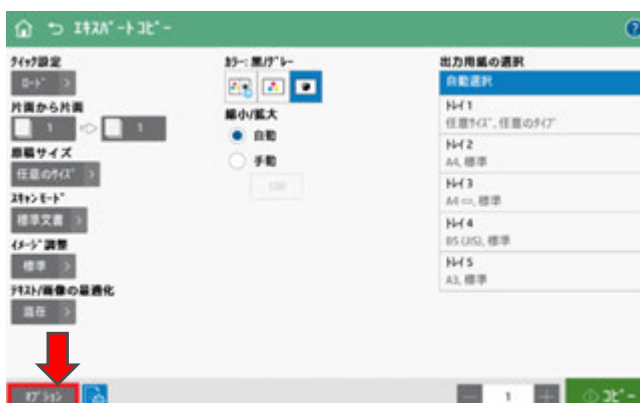 ｴｷｽﾊﾟｰﾄｺﾋﾟｰ
?
ｸｲｯｸ設定
ﾛｰﾄﾞ >
片面から片面
1 1
原稿サイズ
任意のｻｲｽﾞ >
ｽｷｬﾝﾓｰﾄﾞ
標準文書 >
ｲﾒｰｼﾞ調整
標準 >
ﾃｷｽﾄ/画像の最適化
混在 >
ｵﾌﾟｼｮﾝ
ｶﾗｰ: 黒/ｸﾞﾚｰ
縮小/拡大
自動
手動
100
出力用紙の選択
自動選択
ﾄﾚｲ 1
任意ｻｲｽﾞ, 任意のﾀｲﾌﾟ
ﾄﾚｲ 2
A4, 標準
ﾄﾚｲ 3
A4, 標準
ﾄﾚｲ 4
B5 (JIS), 標準
ﾄﾚｲ 5
A3, 標準
1
ｺﾋﾟｰ